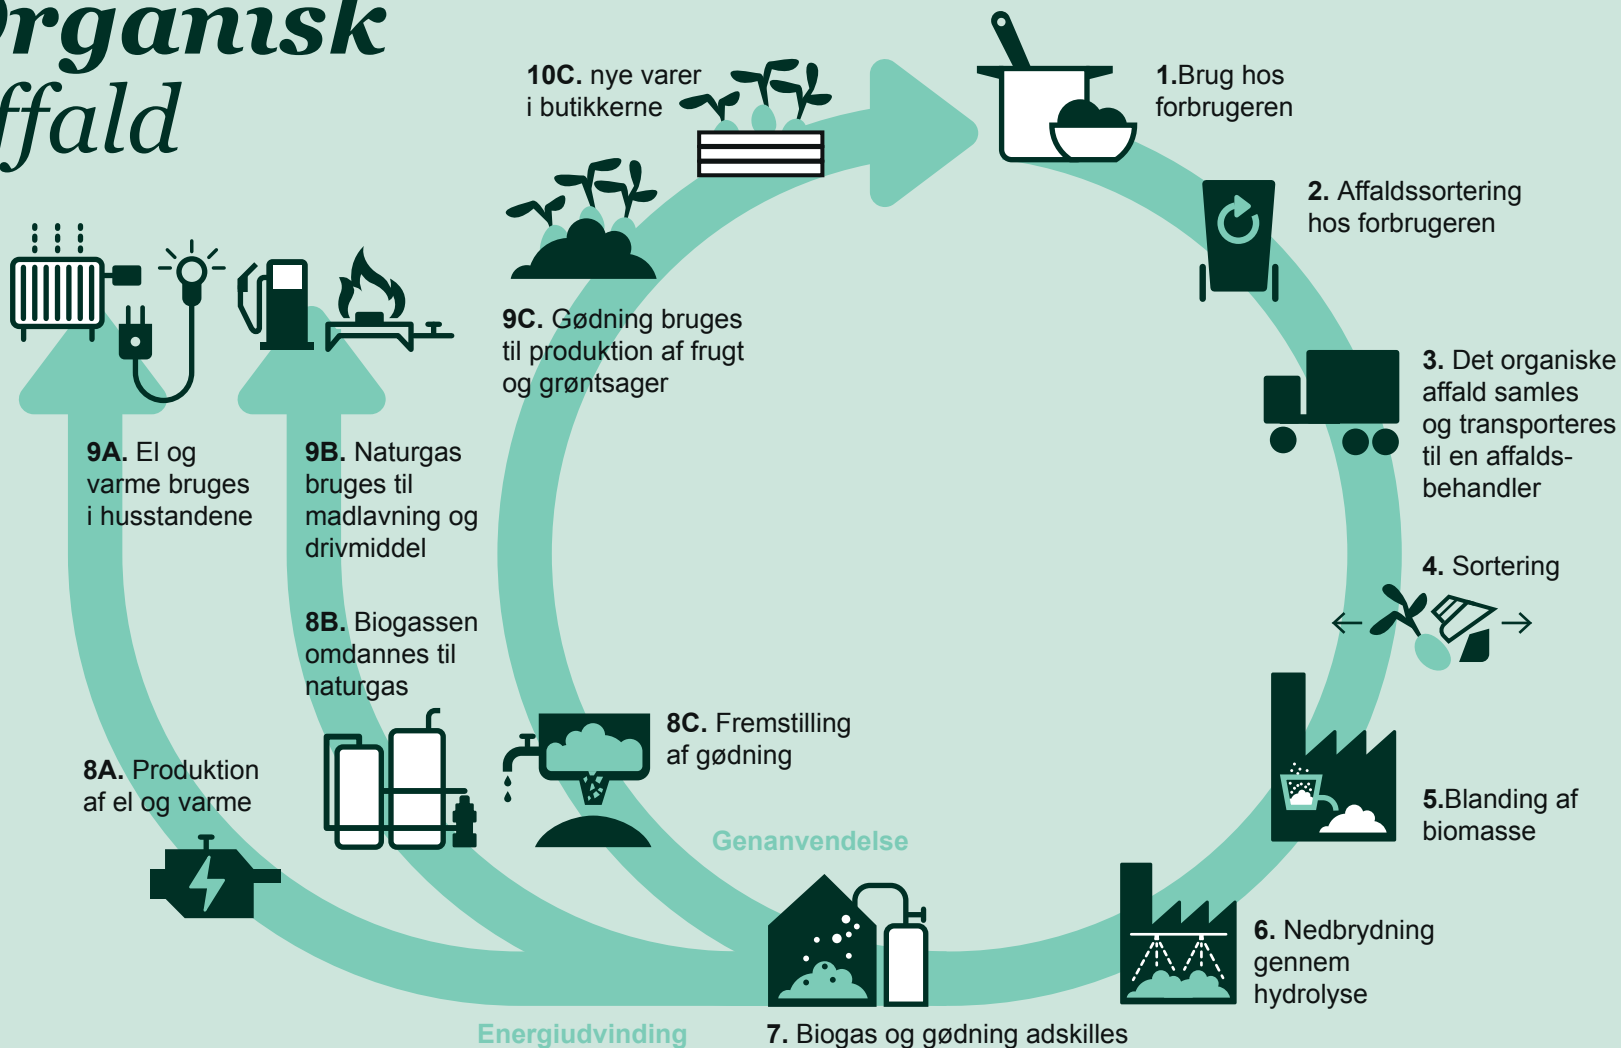 Organisk
affald
10C. nye varer
i butikkerne
1.Brug hos
forbrugeren
2. Affaldssortering
hos forbrugeren
3. Det organiske
affald samles
og transporteres
til en affalds-
behandler
4. Sortering
5.Blanding af
biomasse
6. Nedbrydning
gennem
hydrolyse
7. Biogas og gødning adskilles
Genanvendelse
Energiudvinding
8C. Fremstilling
af gødning
9C. Gødning bruges
til produktion af frugt
og grøntsager
8B. Biogassen
omdannes til
naturgas
9B. Naturgas
bruges til
madlavning og
drivmiddel
8A. Produktion
af el og varme
9A. El og
varme bruges
i husstandene